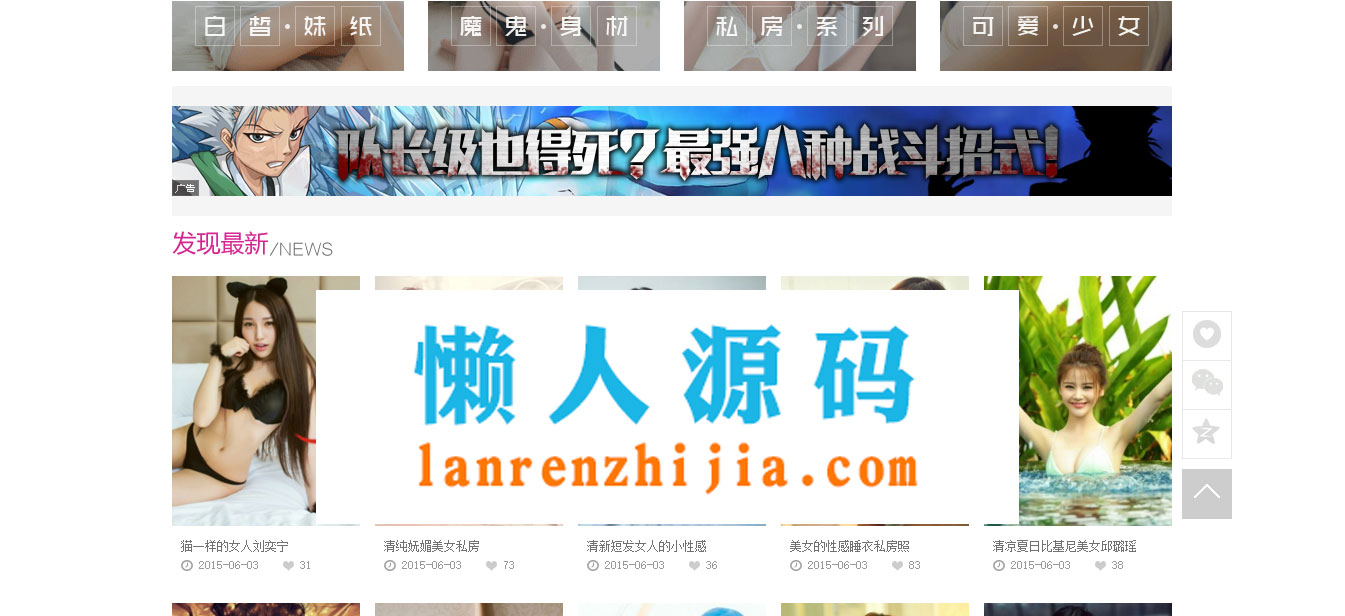 白皙·妹纸
魔鬼·身材
私房·系列
可爱·少女
队长级也得死?最强八种战斗招式!
广告
发现最新/NEWS
懒人源码
lanrenzhijia.com
猫一样的女人刘奕宁
2015-06-03 31
清纯妩媚美女私房
2015-06-03 73
清新短发女人的小性感
2015-06-03 36
美女的性感睡衣私房照
2015-06-03 83
清凉夏日比基尼美女邱璐瑶
2015-06-03 38